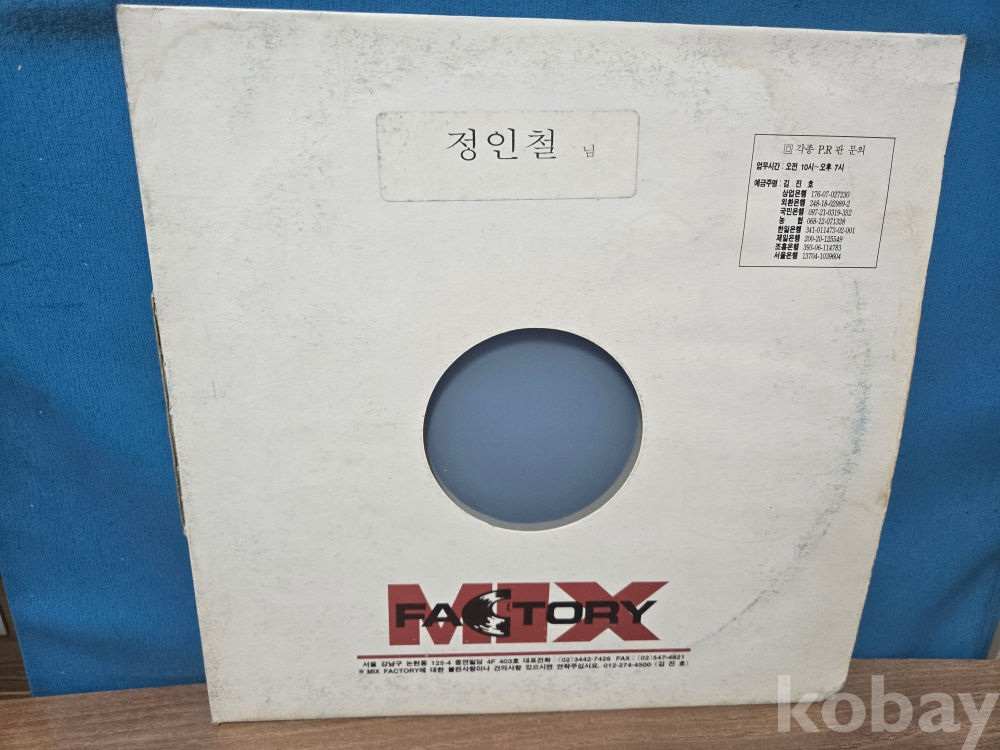 정인철 님
회 각종 P.R 판 문의
업무시간 : 오전 10시~오후 7시
예금주명 : 김 진 호
상업은행 176-07-027230
외환은행 248-18-02989-2
국민은행 097-21-0319-352
농 협 068-12-071328
한일은행 341-011473-02-001
제일은행 200-20-125549
조흥은행 393-06-114783
서울은행 13704-1039604
MIX
FACTORY
서울 강남구 논현동 125-4 종연빌딩 4F 403호 대표전화 : (02)3442-7426 FAX : (02)547-4821
※ MIX FACTORY에 대한 불편사항이나 건의사항 있으시면 연락주십시요. 012-274-4500 (김 진 호)
kobay